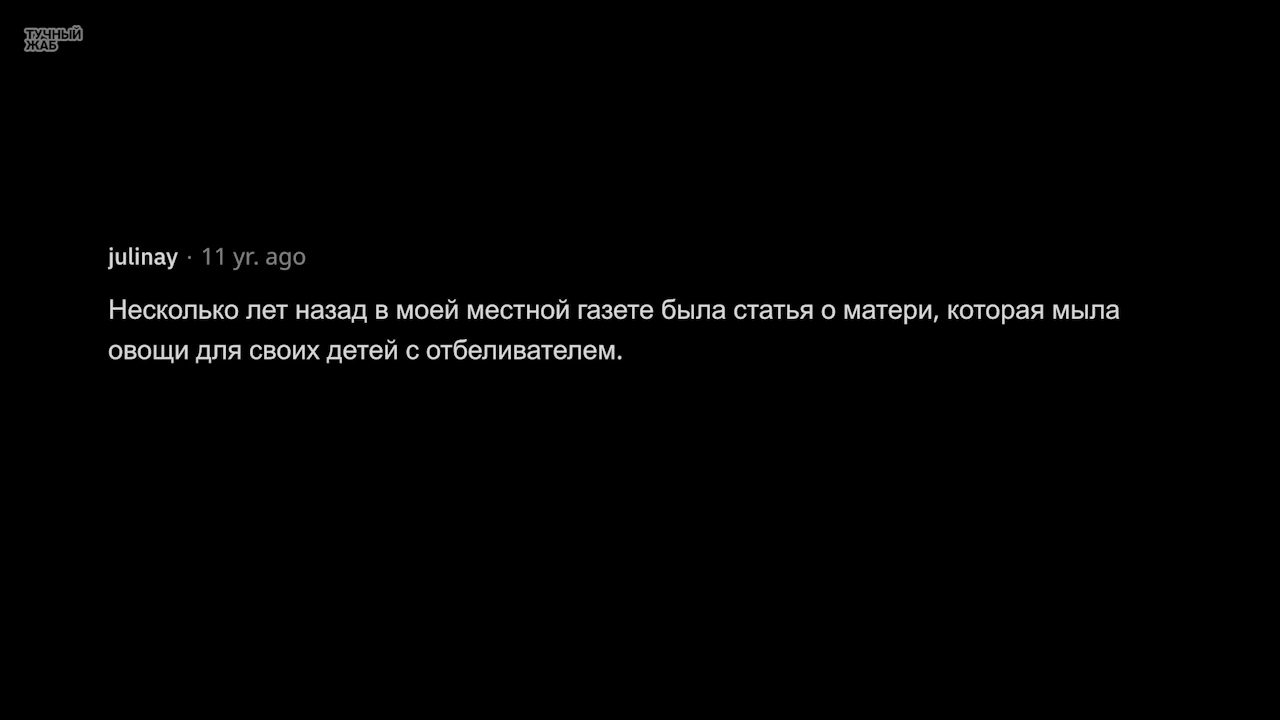 ТУЧНЫЙ
ЖАБ
julinay · 11 yr. ago
Несколько лет назад в моей местной газете была статья о матери, которая мыла
овощи для своих детей с отбеливателем.